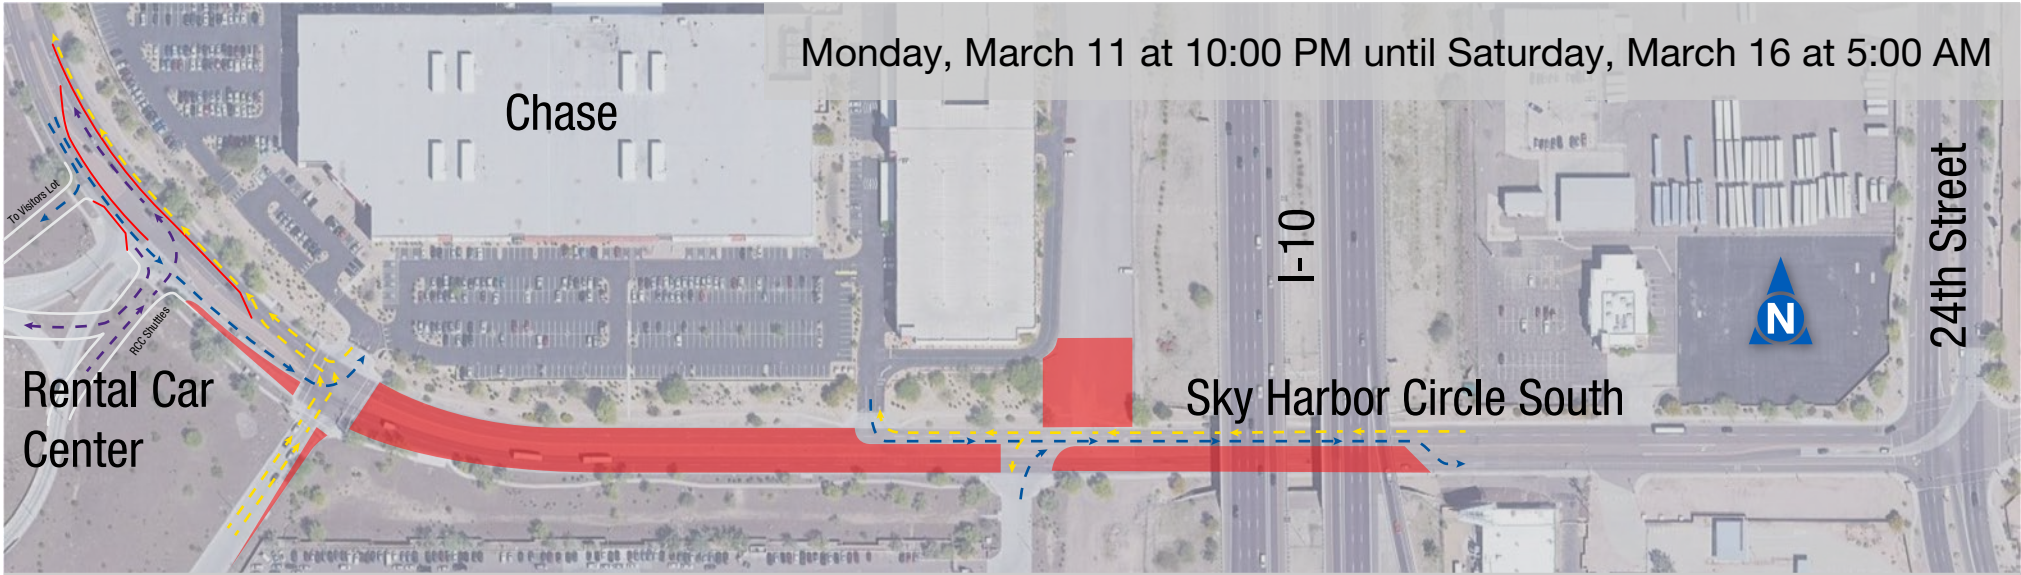 Monday, March 11 at 10:00 PM until Saturday, March 16 at 5:00 AM
Chase
To Visitors Lot
I-10
24th Street
N
RCC Shuttles
Rental Car
Center
Sky Harbor Circle South